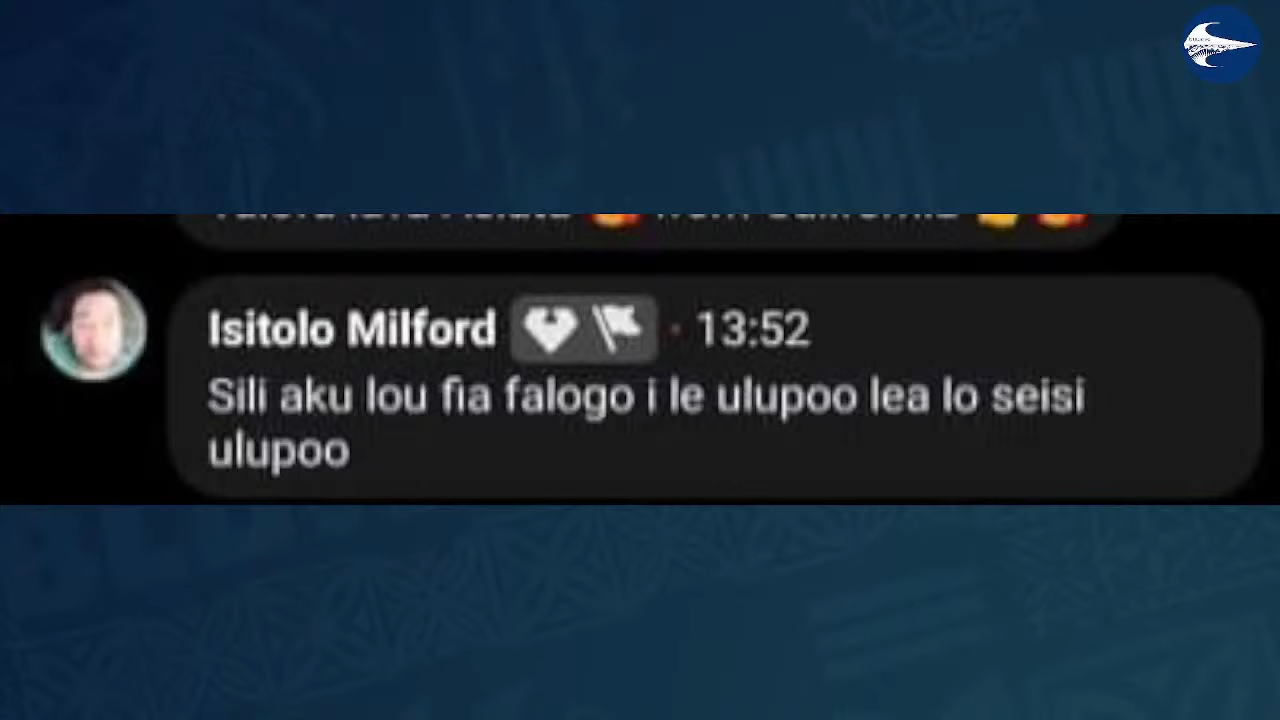 Isitolo Milford · 13:52
Sili aku lou fia falogo i le ulupoo lea lo seisi
ulupoo